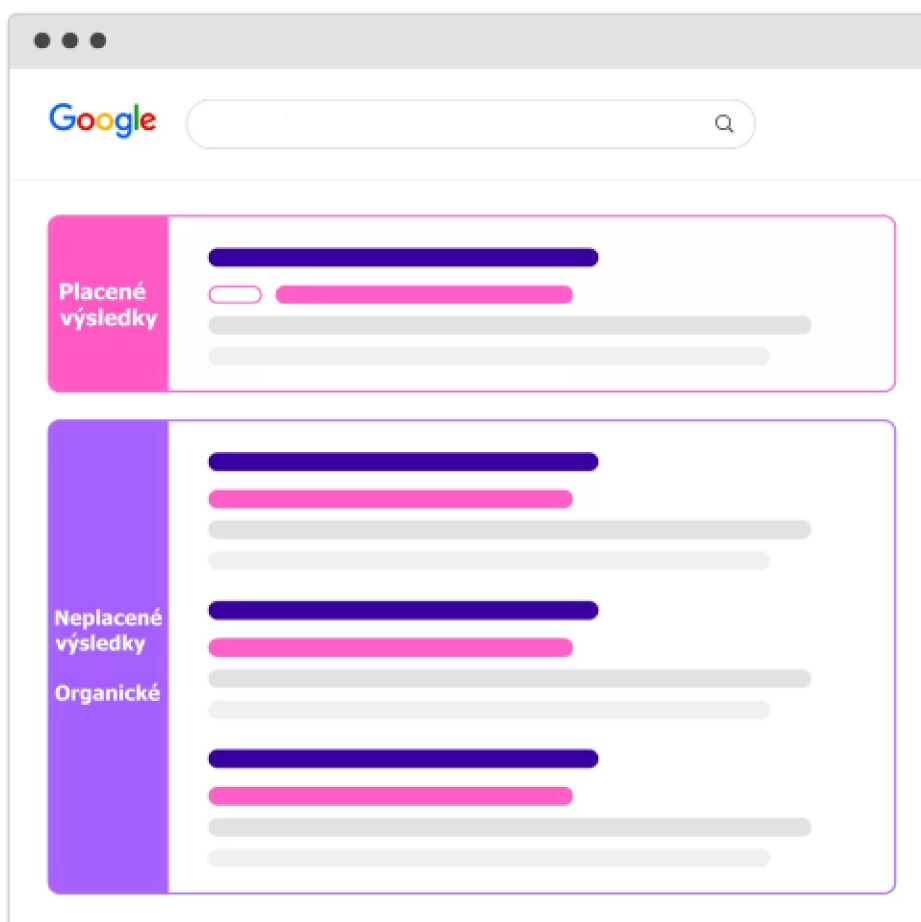 Google
Placené
výsledky
Neplacené
výsledky
Organické